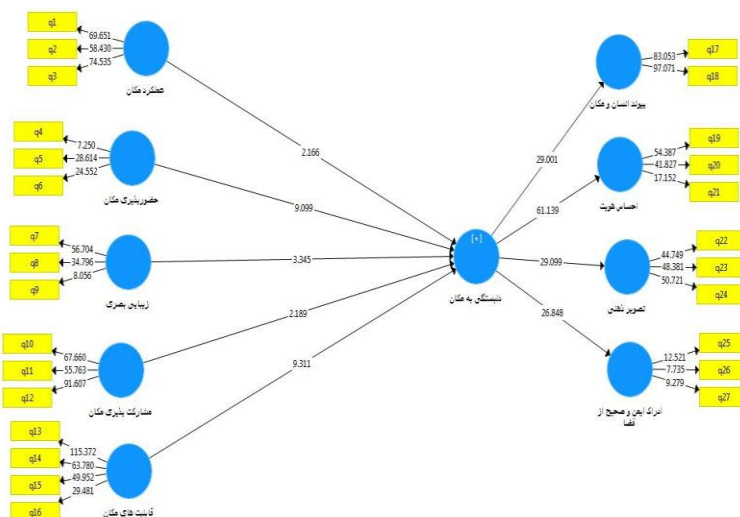 q1
q2
q3
69.651
58.430
74.535
عملکرد مکان
q4
q5
q6
7.250
28.614
24.552
حضورپذیری مکان
q7
q8
q9
56.704
34.796
8.056
زیبایی بصری
q10
q11
q12
67.660
55.763
91.607
مشارکت پذیری مکان
q13
q14
q15
q16
115.372
63.780
49.952
29.481
قابلیت های مکان
2.166
9.099
3.345
2.189
9.311
[+]
دلبستگی به مکان
29.001
61.139
29.099
26.848
پیوند انسان و مکان
83.053
97.071
q17
q18
احساس هویت
54.387
41.827
17.152
q19
q20
q21
تصویر ذهنی
44.749
48.381
50.721
q22
q23
q24
ادراک ایمن و صحیح از
فضا
12.521
7.735
9.279
q25
q26
q27